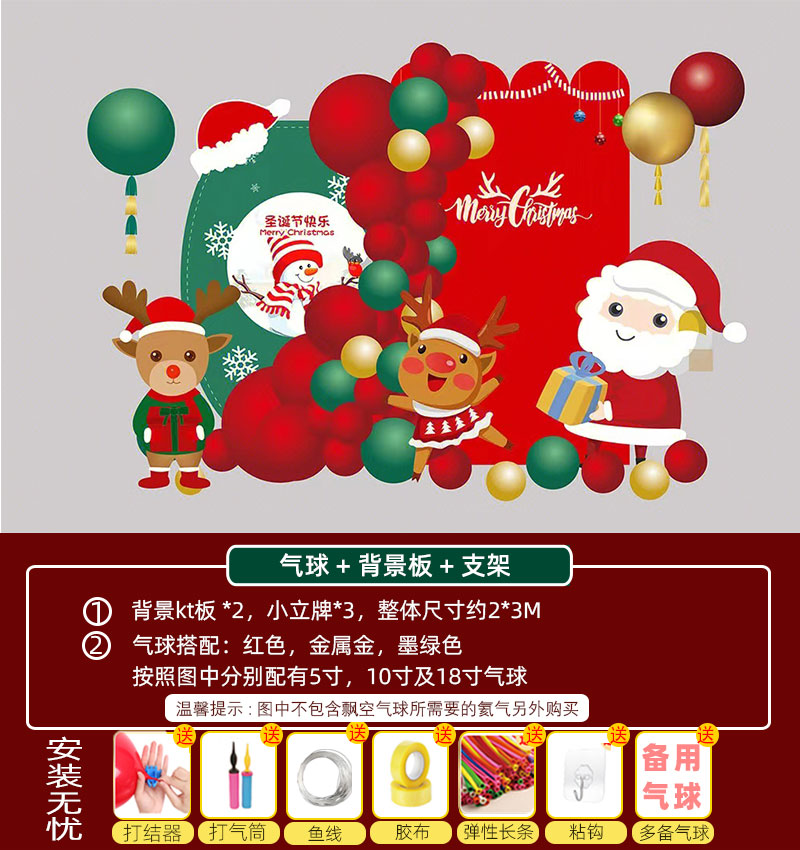 圣诞节快乐
Merry Christmas
Merry Christmas
气球 + 背景板 + 支架
① 背景kt板 *2，小立牌*3，整体尺寸约2*3M
② 气球搭配：红色，金属金，墨绿色
按照图中分别配有5寸，10寸及18寸气球
温馨提示：图中不包含飘空气球所需要的氦气另外购买
安装无忧
送 送 送 送 送 送 送
备用
气球
打结器 打气筒 鱼线 胶布 弹性长条 粘钩 多备气球